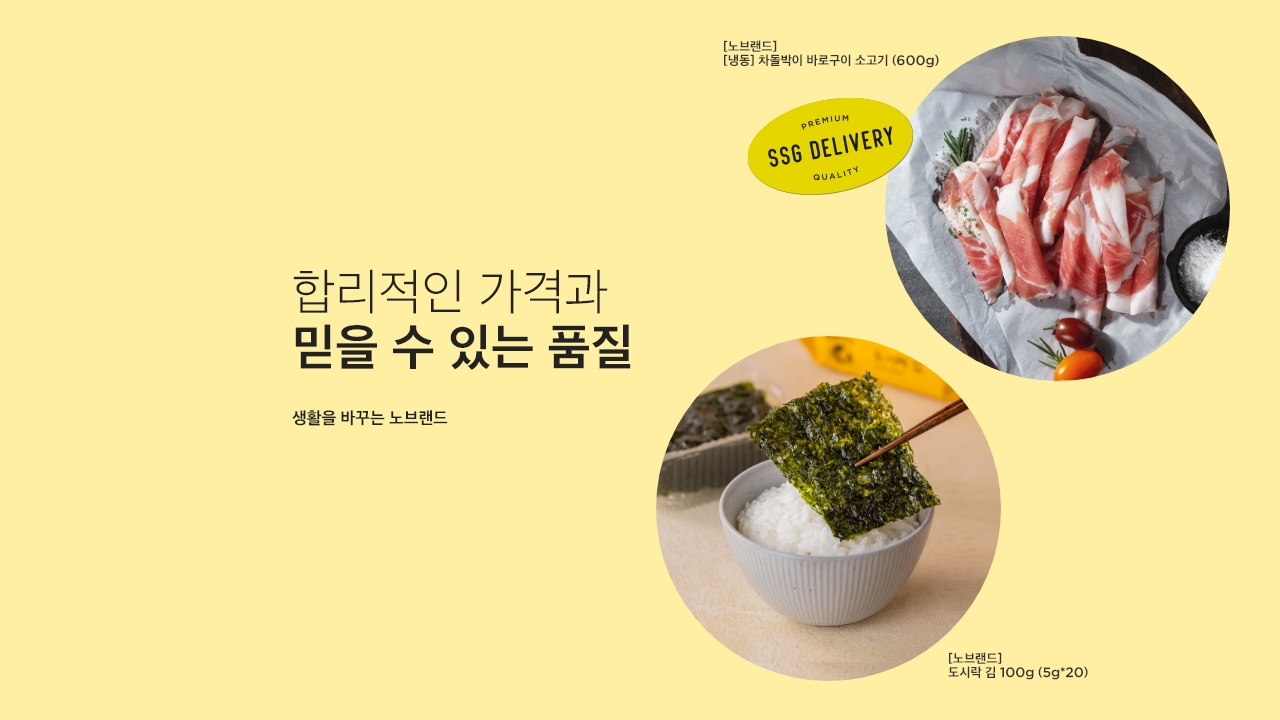 [노브랜드]
[냉동] 차돌박이 바로구이 소고기 (600g)
PREMIUM
SSG DELIVERY
QUALITY
합리적인 가격과
믿을 수 있는 품질
생활을 바꾸는 노브랜드
[노브랜드]
도시락 김 100g (5g*20)